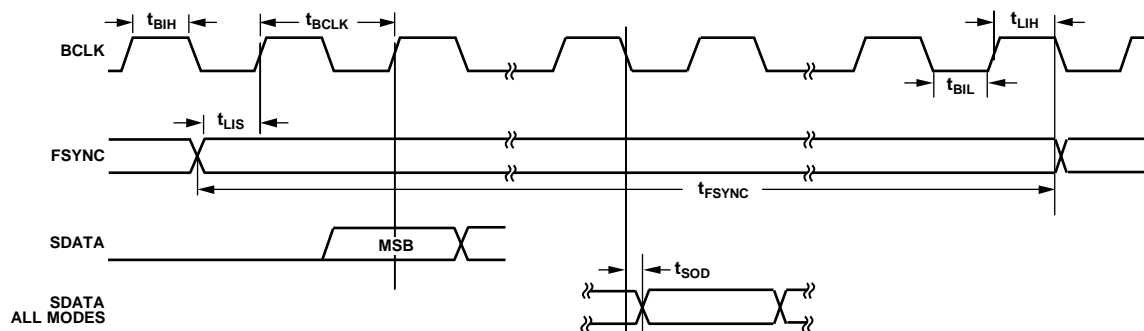 tBIH
tBCLK
tLIH
BCLK
tBIL
tLIS
FSYNC
tFSYNC
SDATA
MSB
tSOD
SDATA
ALL MODES